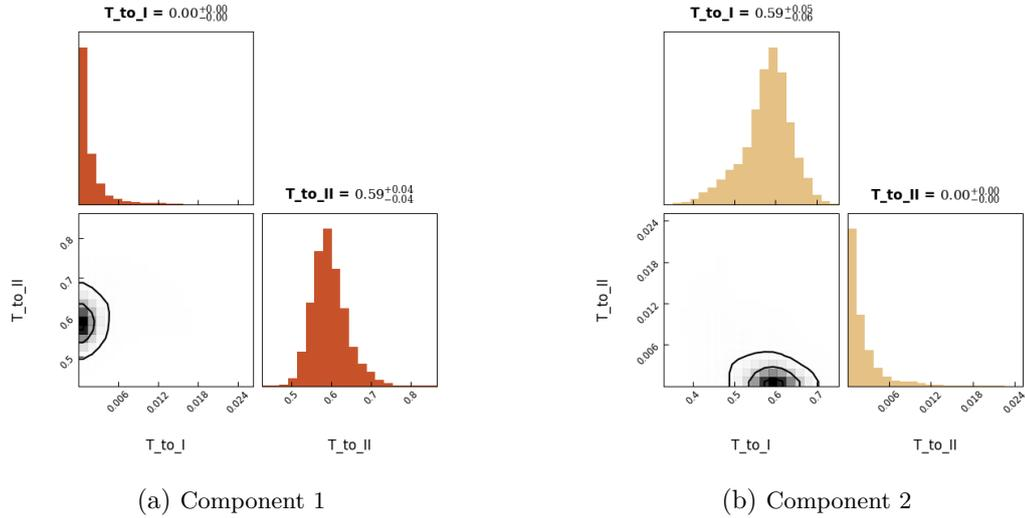 T_to_I = 0.00+0.00−0.00
T_to_I = 0.59+0.05−0.06
T_to_II = 0.59+0.04−0.04
T_to_II = 0.00+0.00−0.00
T_to_II
0.8
0.7
0.6
0.5
0.006 0.012 0.018 0.024
T_to_I
0.5 0.6 0.7 0.8
T_to_II
T_to_II
0.024
0.018
0.012
0.006
0.4 0.5 0.6 0.7
T_to_I
0.006 0.012 0.018 0.024
T_to_II
(a) Component 1
(b) Component 2